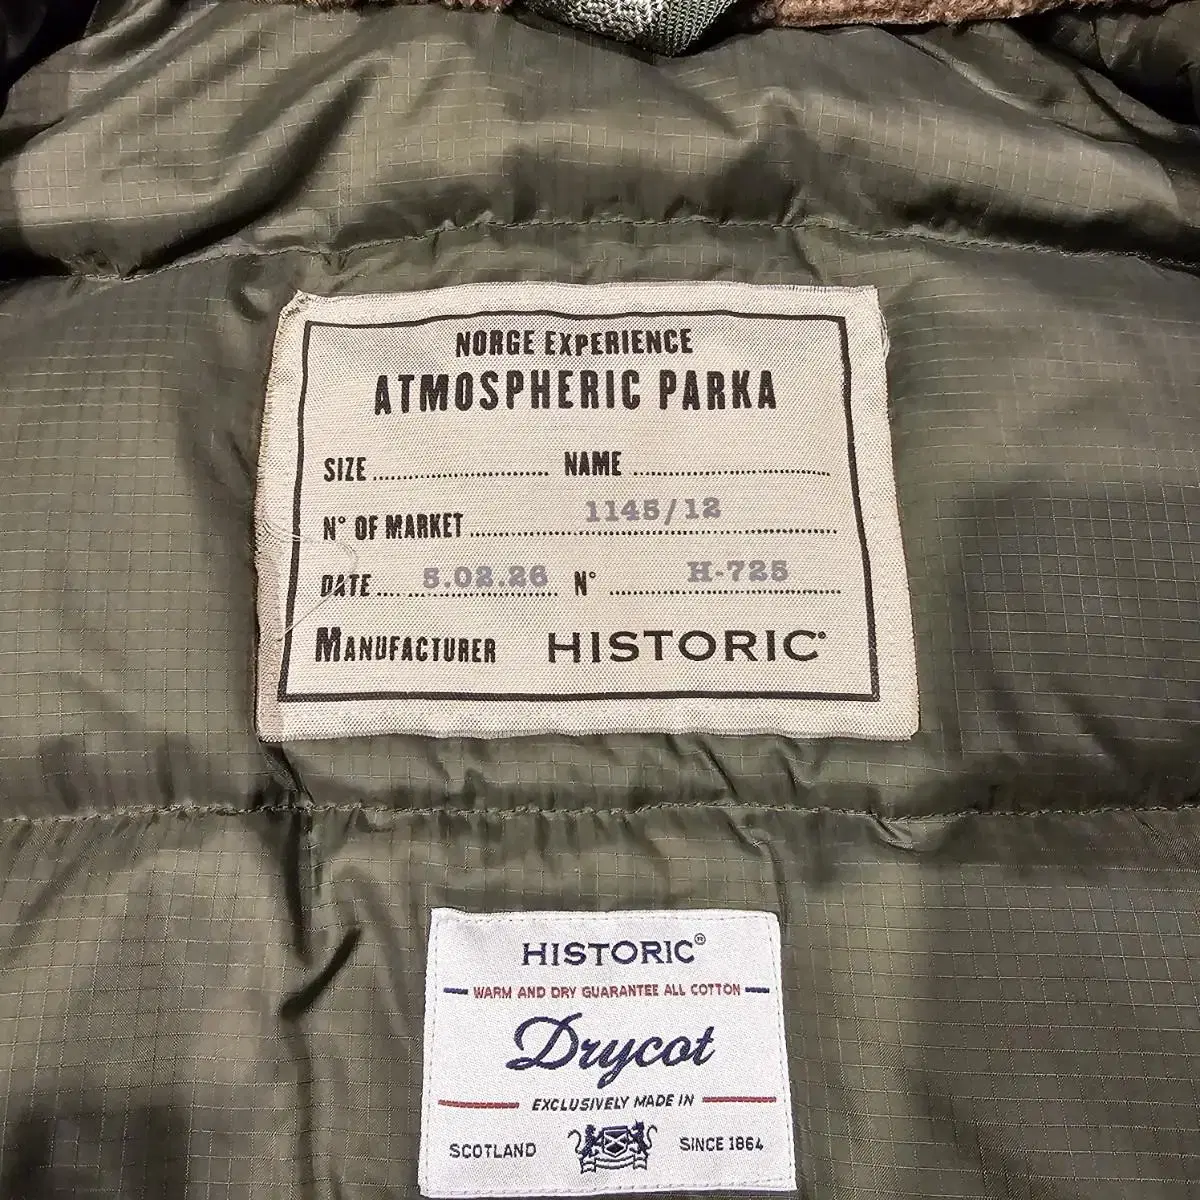 NORGE EXPERIENCE
ATMOSPHERIC PARKA
SIZE ........................ NAME ........................
N° OF MARKET ........ 1145/12 ........
DATE .... 5.02.26 N° ........ H-725 ........
MANUFACTURER HISTORIC®
HISTORIC®
WARM AND DRY GUARANTEE ALL COTTON
Drycot
EXCLUSIVELY MADE IN
SCOTLAND SINCE 1864